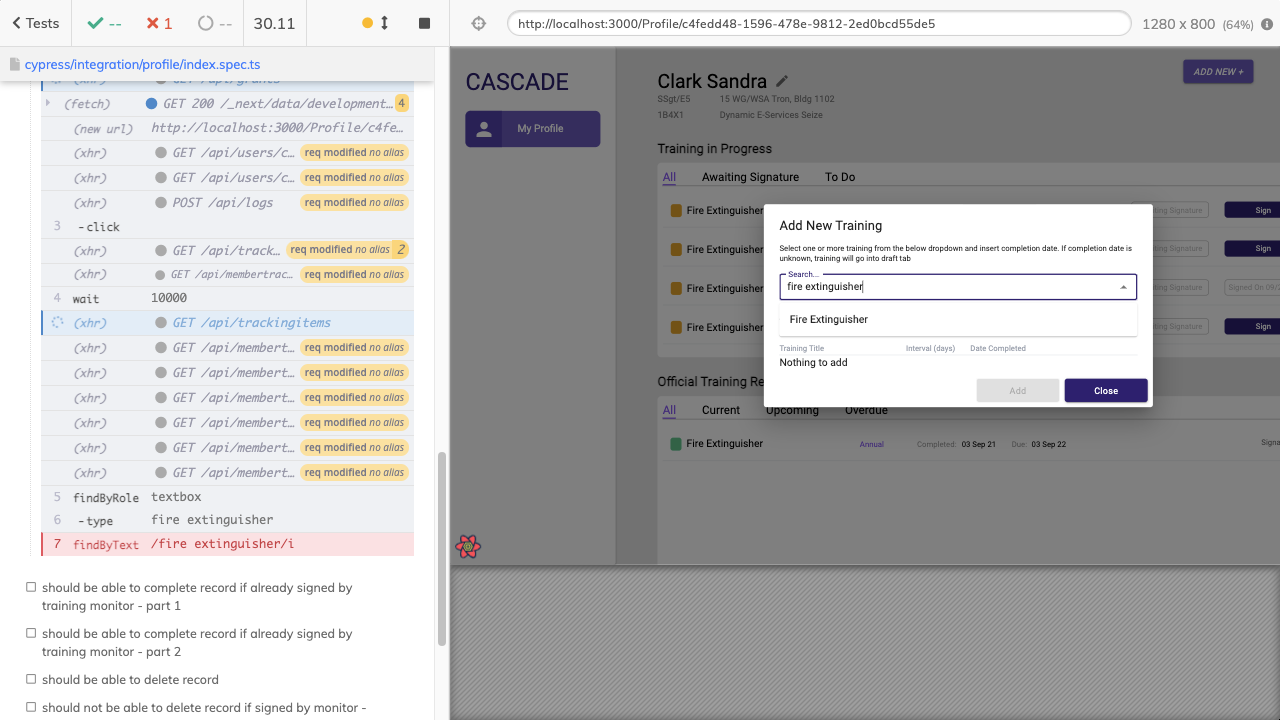 Tests
--
1
--
30.11
http://localhost:3000/Profile/c4fedd48-1596-478e-9812-2ed0bcd55de5
1280 x 800 (64%)
cypress/integration/profile/index.spec.ts
(fetch) GET 200 /_next/data/development... 4
(new url) http://localhost:3000/Profile/c4fe...
(xhr) GET /api/users/c... req modified no alias
(xhr) GET /api/users/c... req modified no alias
(xhr) POST /api/logs req modified no alias
3 -click
(xhr) GET /api/track... req modified no alias 2
(xhr) GET /api/membertrac... req modified no alias
4 wait 10000
(xhr) GET /api/trackingitems
(xhr) GET /api/membert... req modified no alias
(xhr) GET /api/membert... req modified no alias
(xhr) GET /api/membert... req modified no alias
(xhr) GET /api/membert... req modified no alias
(xhr) GET /api/membert... req modified no alias
(xhr) GET /api/membert... req modified no alias
5 findByRole textbox
6 -type fire extinguisher
7 findByText /fire extinguisher/i
should be able to complete record if already signed by
training monitor - part 1
should be able to complete record if already signed by
training monitor - part 2
should be able to delete record
should not be able to delete record if signed by monitor -
CASCADE
My Profile
Clark Sandra
ADD NEW +
SSgt/E5 15 WG/WSA Tron, Bldg 1102
1B4X1 Dynamic E-Services Seize
Training in Progress
All Awaiting Signature To Do
Fire Extinguisher Signature Sign
Fire Extinguisher Signature Sign
Fire Extinguisher Signature Signed On 09/
Fire Extinguisher Signature Sign
Add New Training
Select one or more training from the below dropdown and insert completion date. If completion date is
unknown, training will go into draft tab
Search...
fire extinguisher
Fire Extinguisher
Training Title Interval (days) Date Completed
Nothing to add
Add Close
Official Training Re
All Current Upcoming Overdue
Fire Extinguisher Annual Completed: 03 Sep 21 Due: 03 Sep 22 Signa